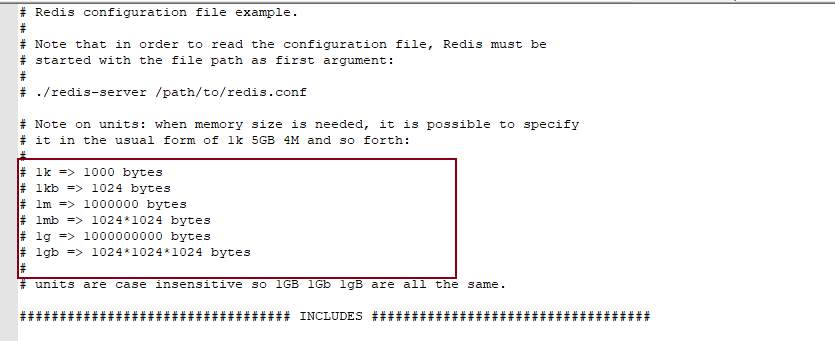 # Redis configuration file example.
#
# Note that in order to read the configuration file, Redis must be
# started with the file path as first argument:
#
# ./redis-server /path/to/redis.conf

# Note on units: when memory size is needed, it is possible to specify
# it in the usual form of 1k 5GB 4M and so forth:
#
# 1k => 1000 bytes
# 1kb => 1024 bytes
# 1m => 1000000 bytes
# 1mb => 1024*1024 bytes
# 1g => 1000000000 bytes
# 1gb => 1024*1024*1024 bytes
#
# units are case insensitive so 1GB 1Gb 1gB are all the same.

################################## INCLUDES ###################################